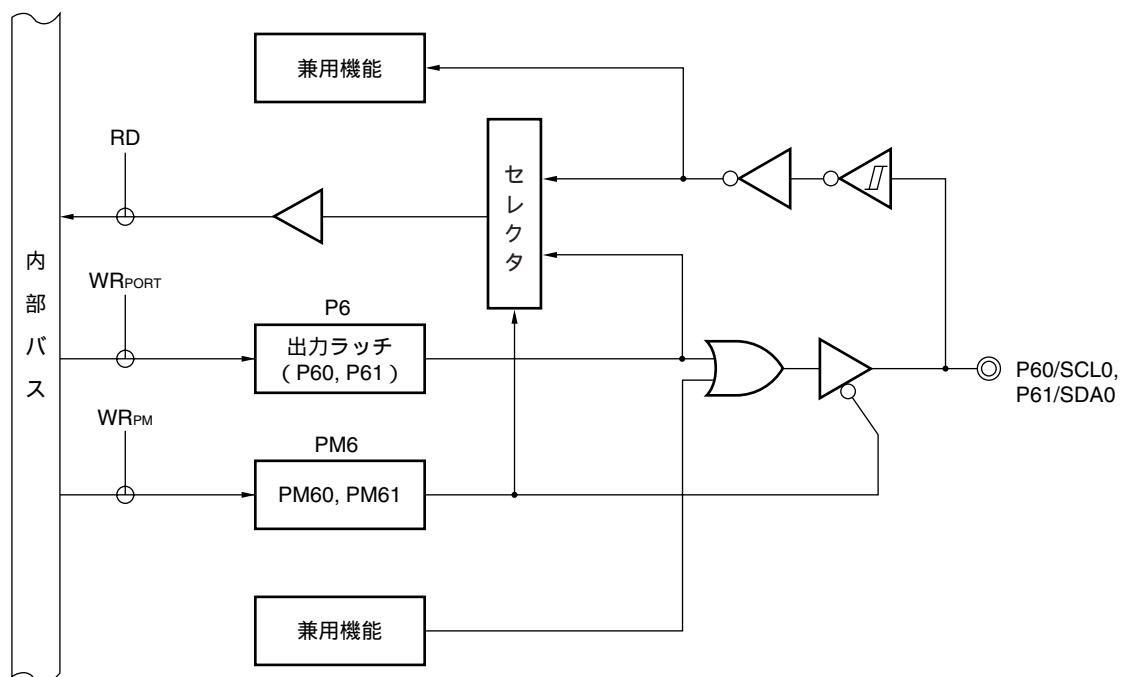 兼用機能
RD
セレクタ
内部バス
WRPORT
P6
出力ラッチ
（P60, P61）
P60/SCL0,
P61/SDA0
WRPM
PM6
PM60, PM61
兼用機能